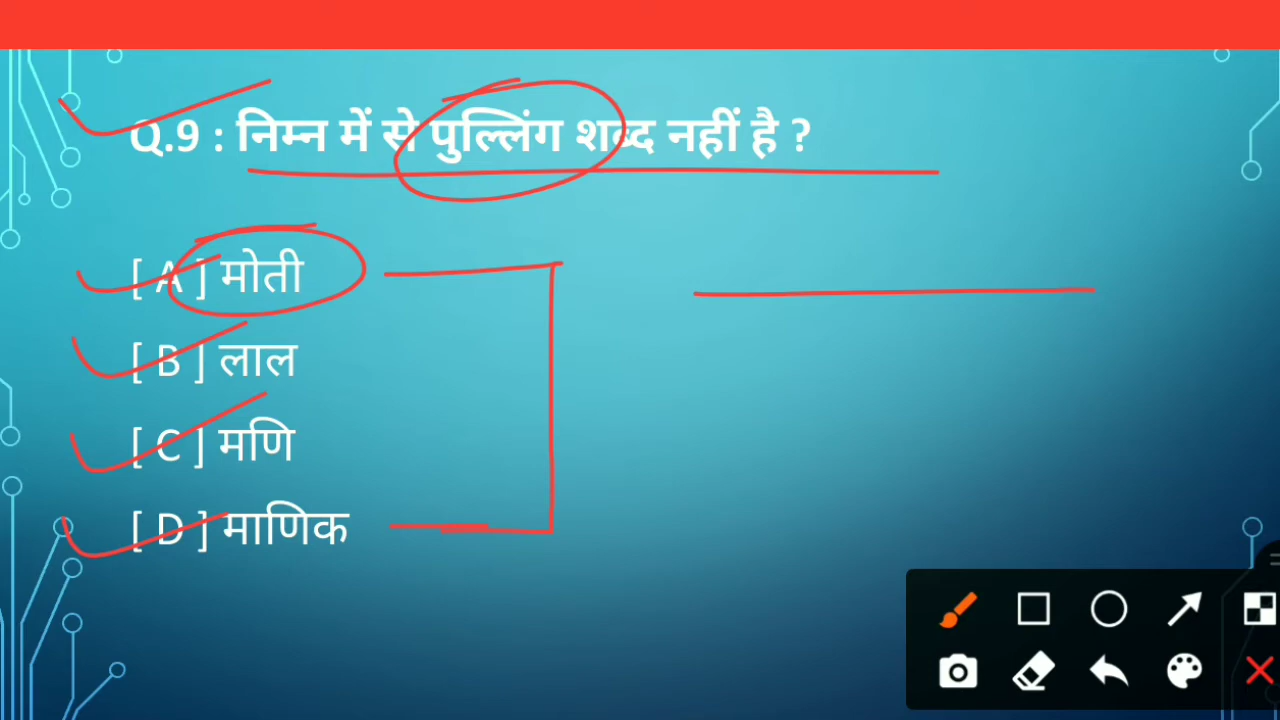 Q.9 : निम्न में से पुल्लिंग शब्द नहीं है ?
[ A ] मोती
[ B ] लाल
[ C ] मणि
[ D ] माणिक